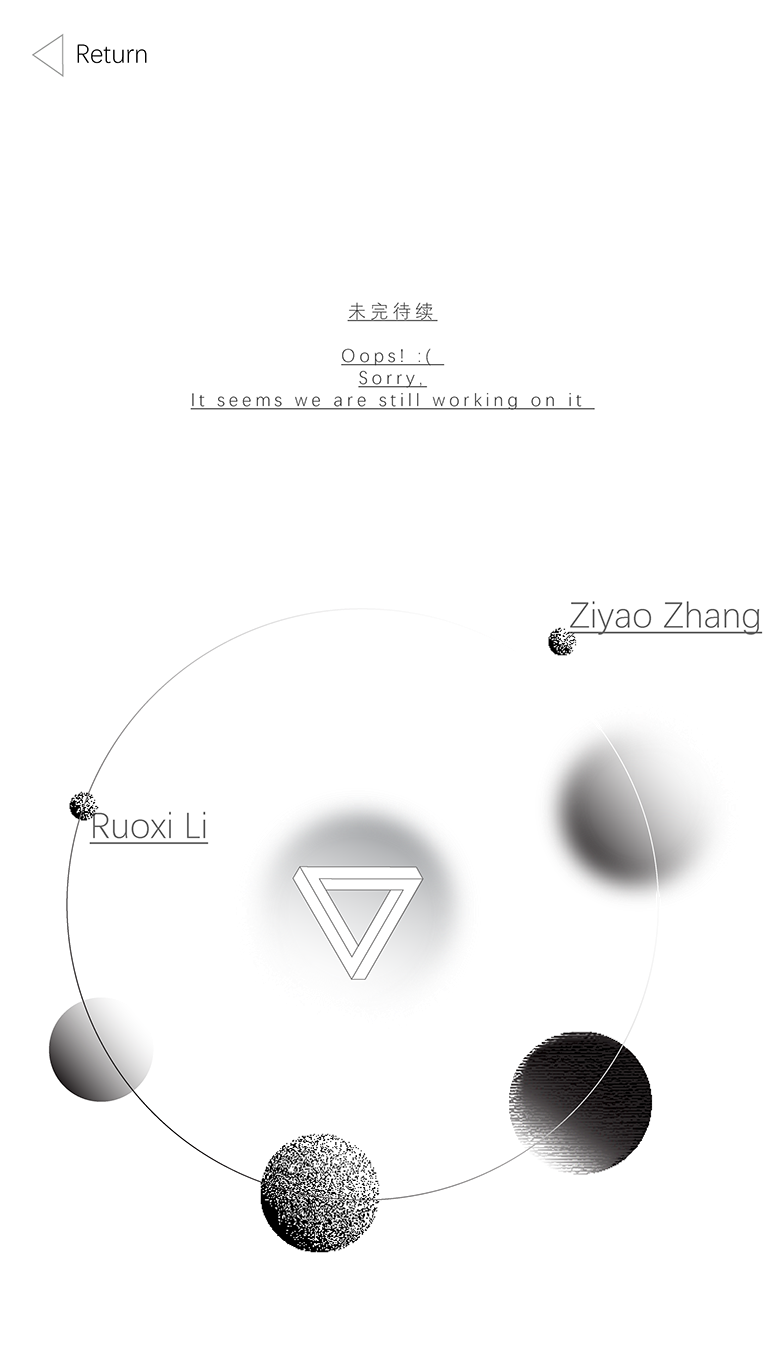 Return
未完待续
Oops! :(
Sorry,
It seems we are still working on it
Ziyao Zhang
Ruoxi Li